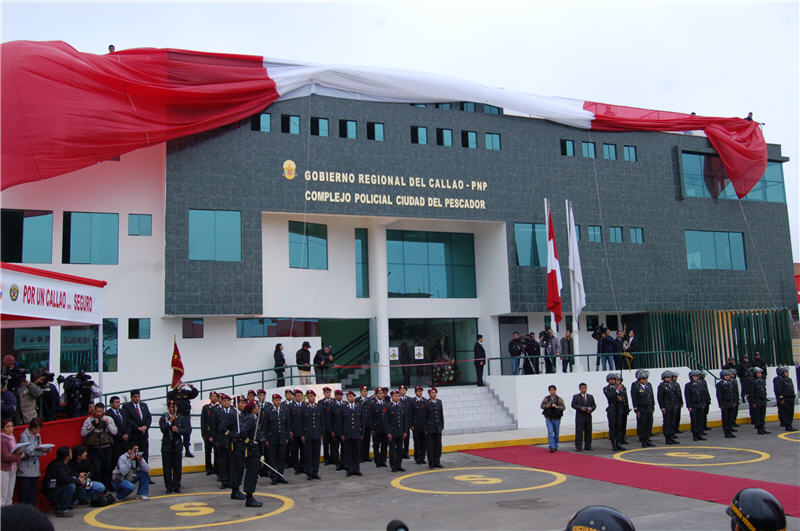 GOBIERNO REGIONAL DEL CALLAO - PNP
COMPLEJO POLICIAL CIUDAD DEL PESCADOR
POR UN CALLAO... SEGURO
S
S
S